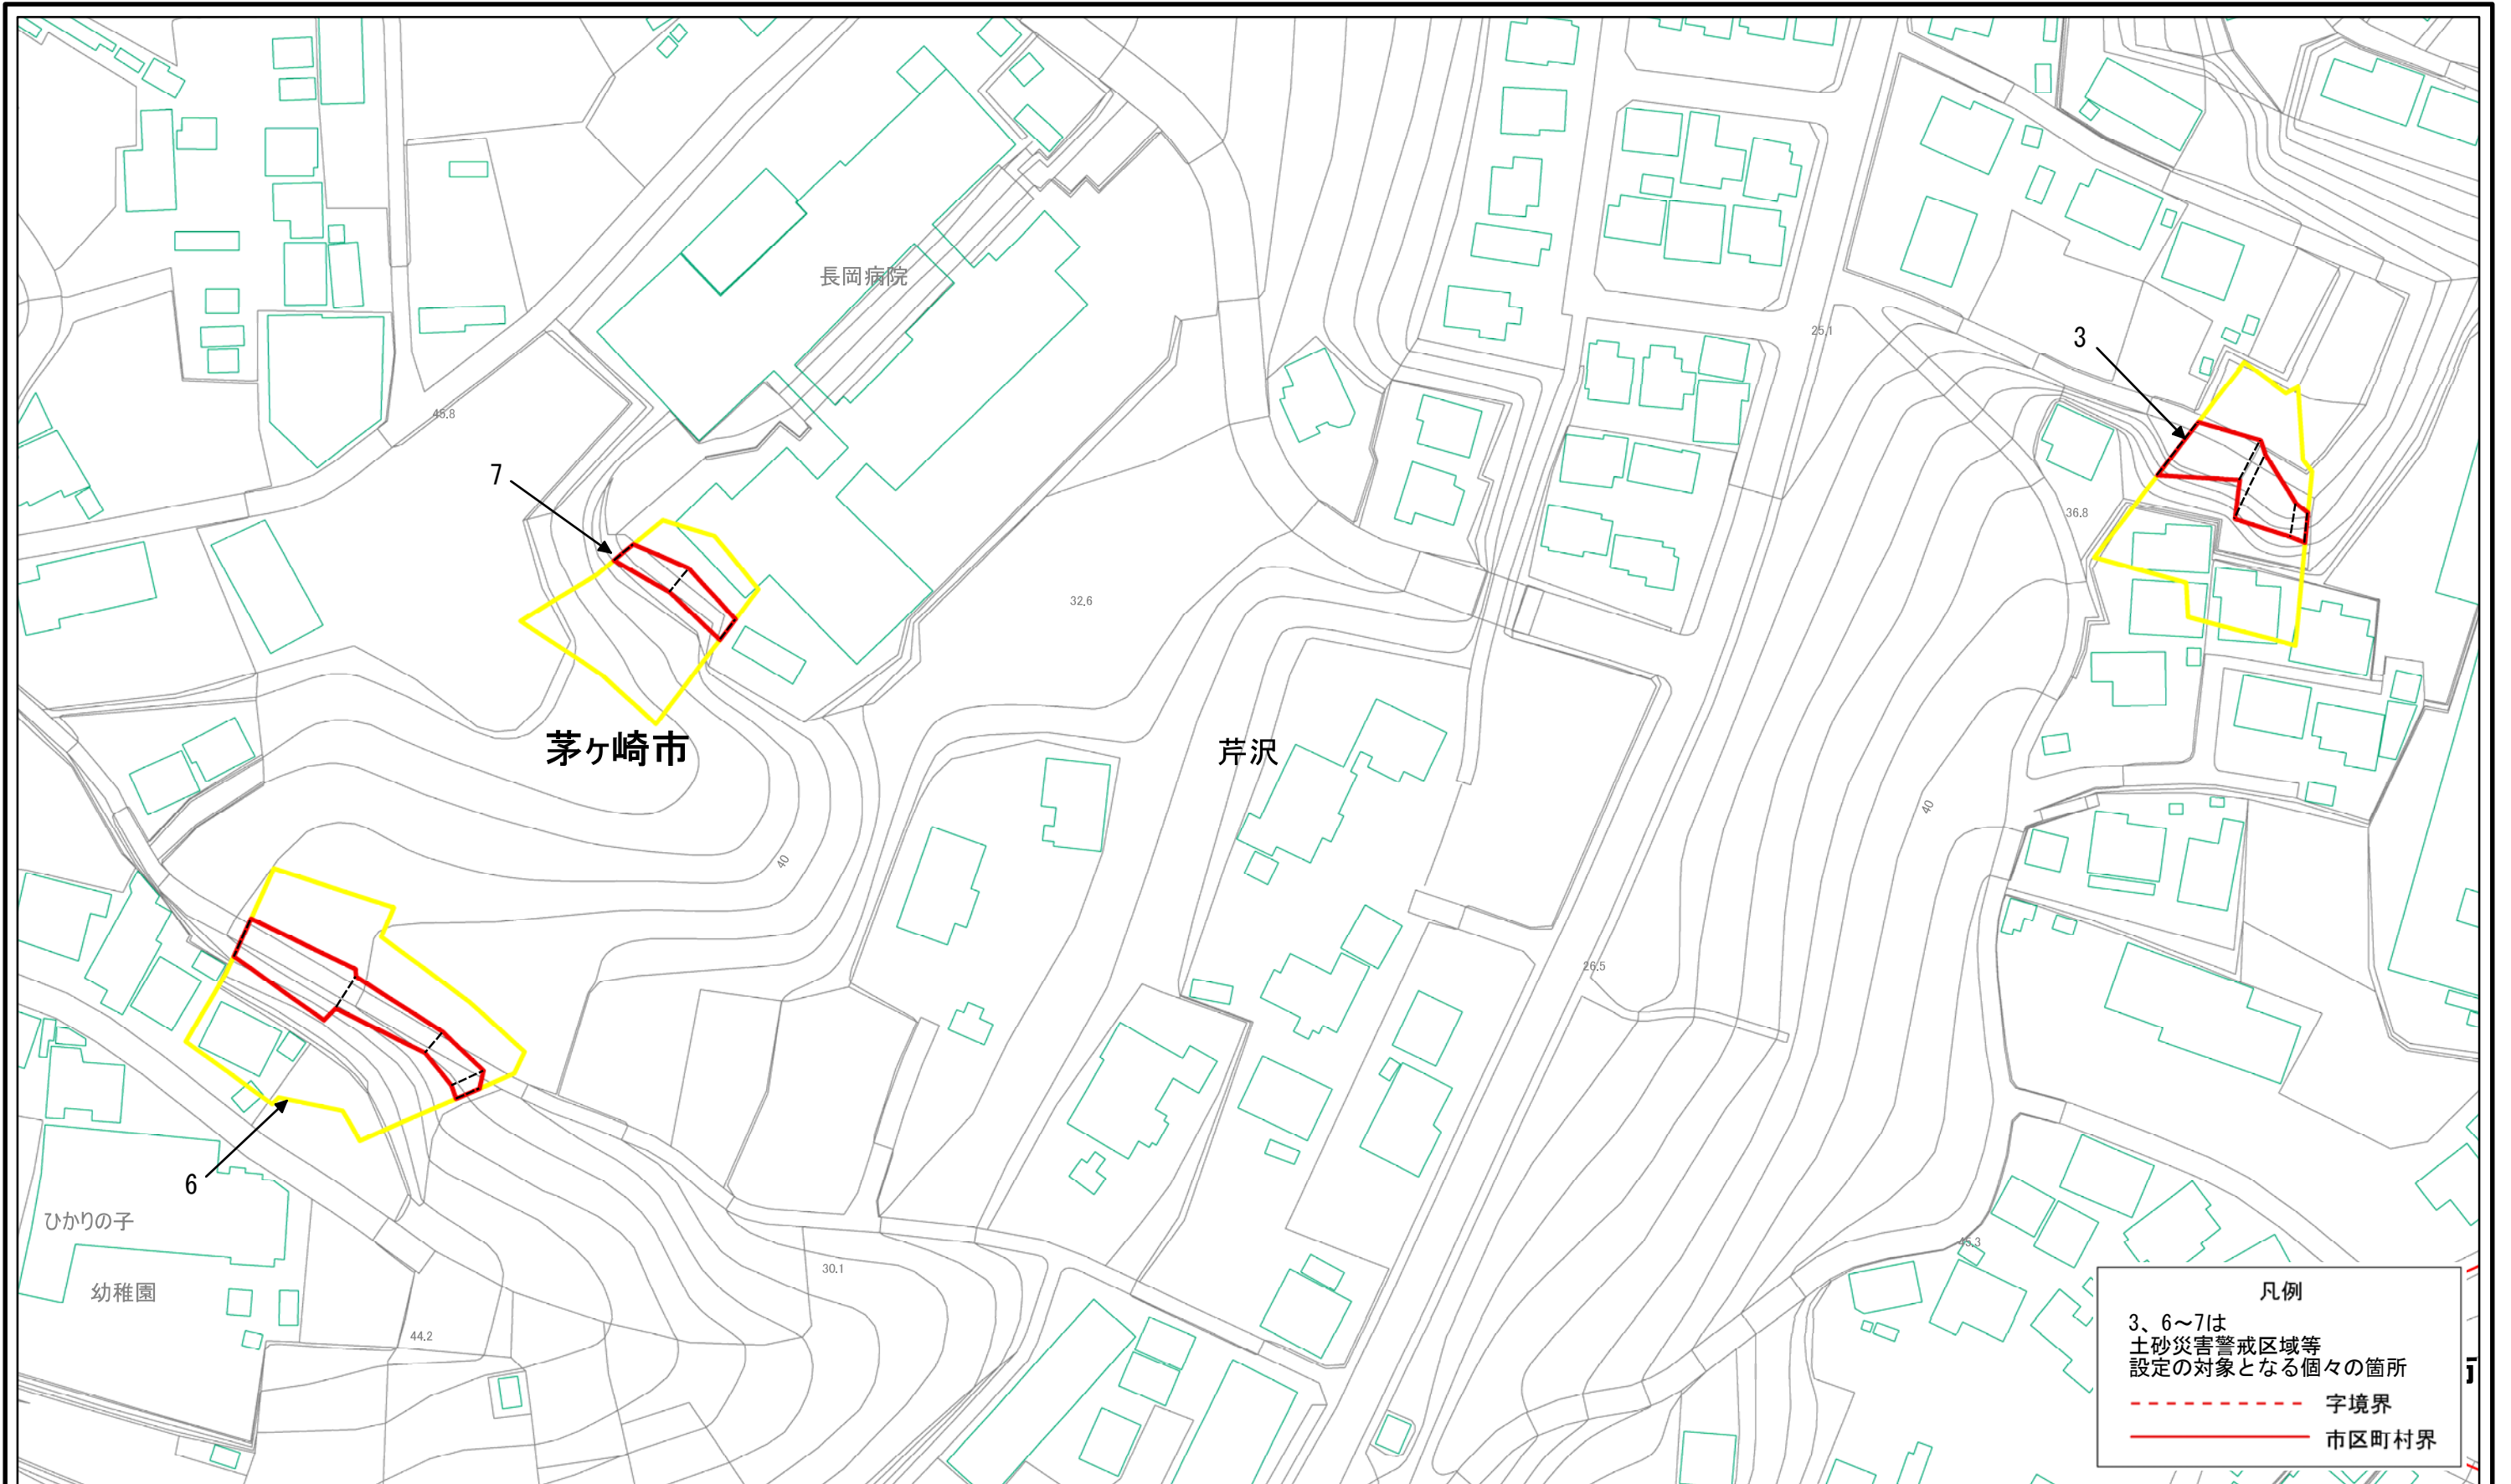 長岡病院
25.1
3
45.8
7
36.8
32.6
茅ヶ崎市
芹沢
40
40
26.5
6
ひかりの子
幼稚園
45.3
30.1
44.2
凡例
3、6～7は
土砂災害警戒区域等
設定の対象となる個々の箇所
字境界
市区町村界